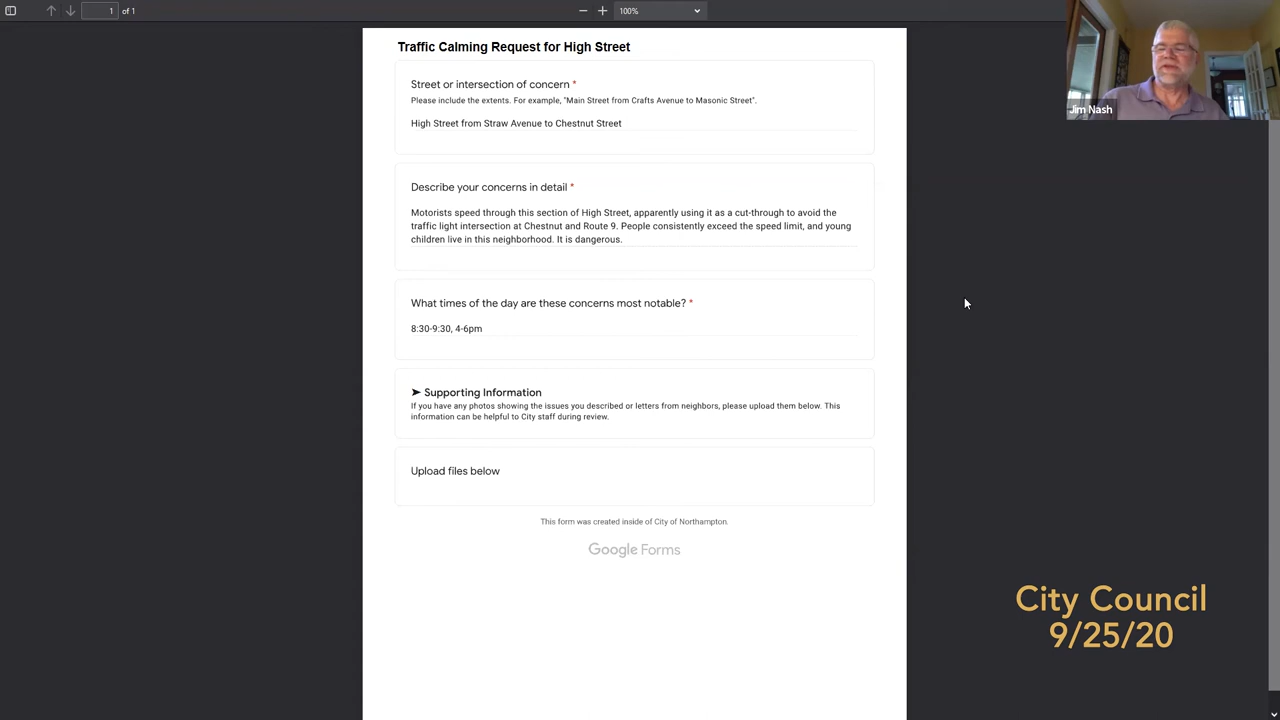 1 of 1
100%
Traffic Calming Request for High Street
Street or intersection of concern *
Please include the extents. For example, "Main Street from Crafts Avenue to Masonic Street".
High Street from Straw Avenue to Chestnut Street
Describe your concerns in detail *
Motorists speed through this section of High Street, apparently using it as a cut-through to avoid the
traffic light intersection at Chestnut and Route 9. People consistently exceed the speed limit, and young
children live in this neighborhood. It is dangerous.
What times of the day are these concerns most notable? *
8:30-9:30, 4-6pm
➤ Supporting Information
If you have any photos showing the issues you described or letters from neighbors, please upload them below. This
information can be helpful to City staff during review.
Upload files below
This form was created inside of City of Northampton.
Google Forms
Jim Nash
City Council
9/25/20